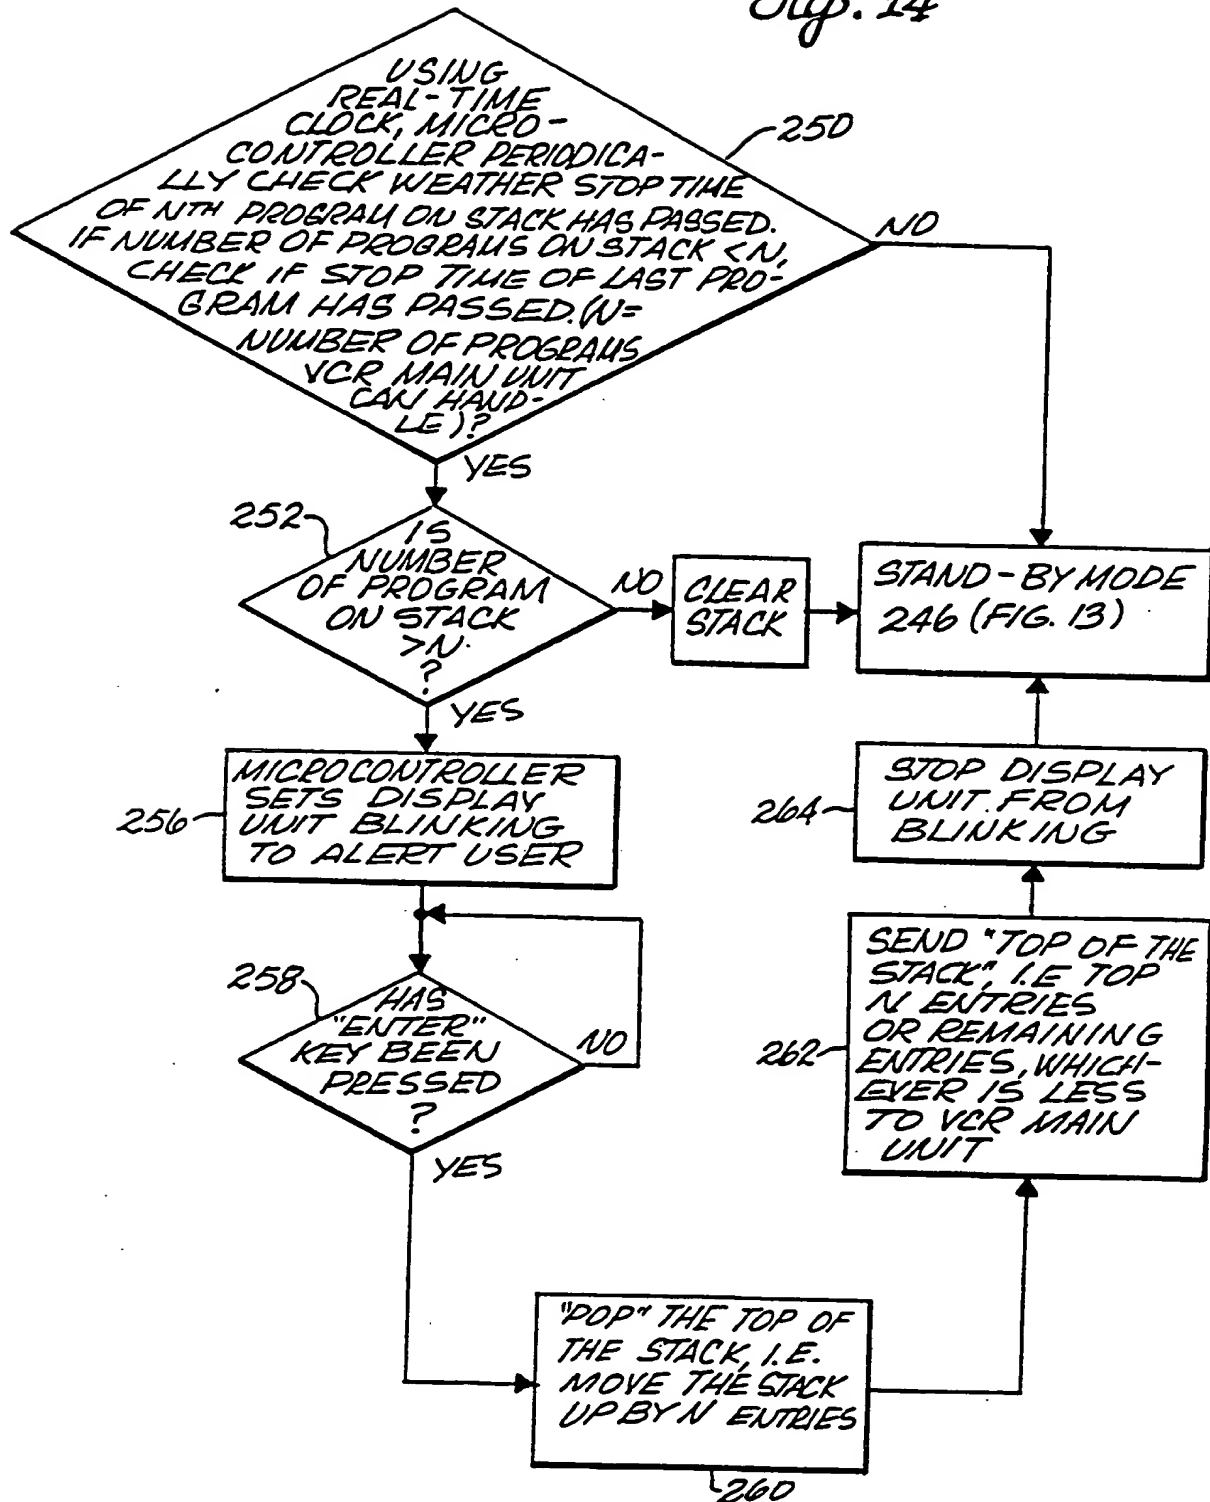 Fig. 14
USING
REAL-TIME
CLOCK, MICRO-
CONTROLLER PERIODICA-
LLY CHECK WEATHER STOP TIME
OF NTH PROGRAM ON STACK HAS PASSED.
IF NUMBER OF PROGRAMS ON STACK <N,
CHECK IF STOP TIME OF LAST PRO-
GRAM HAS PASSED.(N=
NUMBER OF PROGRAMS
VCR MAIN UNIT
CAN HAND-
LE)?
250
NO
YES
252
IS
NUMBER
OF PROGRAM
ON STACK
>N
?
NO
CLEAR
STACK
STAND-BY MODE
246 (FIG. 13)
YES
256
MICROCONTROLLER
SETS DISPLAY
UNIT BLINKING
TO ALERT USER
264
STOP DISPLAY
UNIT FROM
BLINKING
258
HAS
"ENTER"
KEY BEEN
PRESSED
?
NO
YES
262
SEND "TOP OF THE
STACK", I.E TOP
N ENTRIES
OR REMAINING
ENTRIES, WHICH-
EVER IS LESS
TO VCR MAIN
UNIT
"POP" THE TOP OF
THE STACK, I.E.
MOVE THE STACK
UP BY N ENTRIES
260